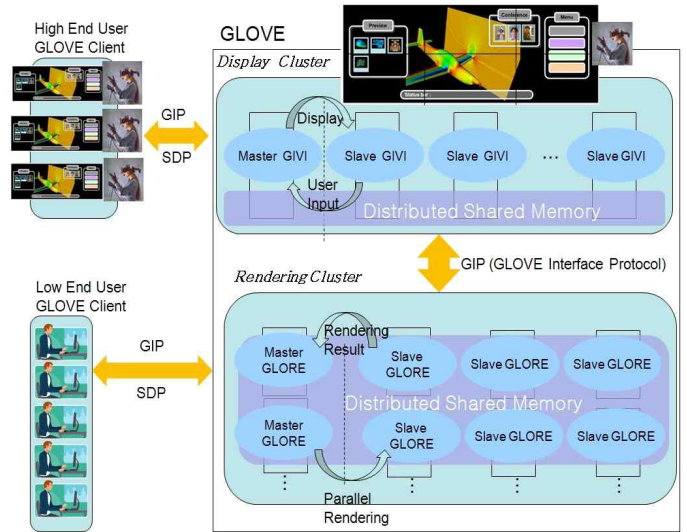 High End User
GLOVE Client
GLOVE
Display Cluster
Preview
Conference
Menu
Status bar :
GIP
SDP
Display
Master GIVI
Slave GIVI
Slave GIVI
...
Slave GIVI
User
Input
Distributed Shared Memory
GIP (GLOVE Interface Protocol)
Rendering Cluster
Low End User
GLOVE Client
GIP
SDP
Rendering
Result
Master
GLORE
Slave
GLORE
Slave GLORE
Slave GLORE
Distributed Shared Memory
Master
GLORE
Slave
GLORE
Slave GLORE
Slave GLORE
Parallel
Rendering